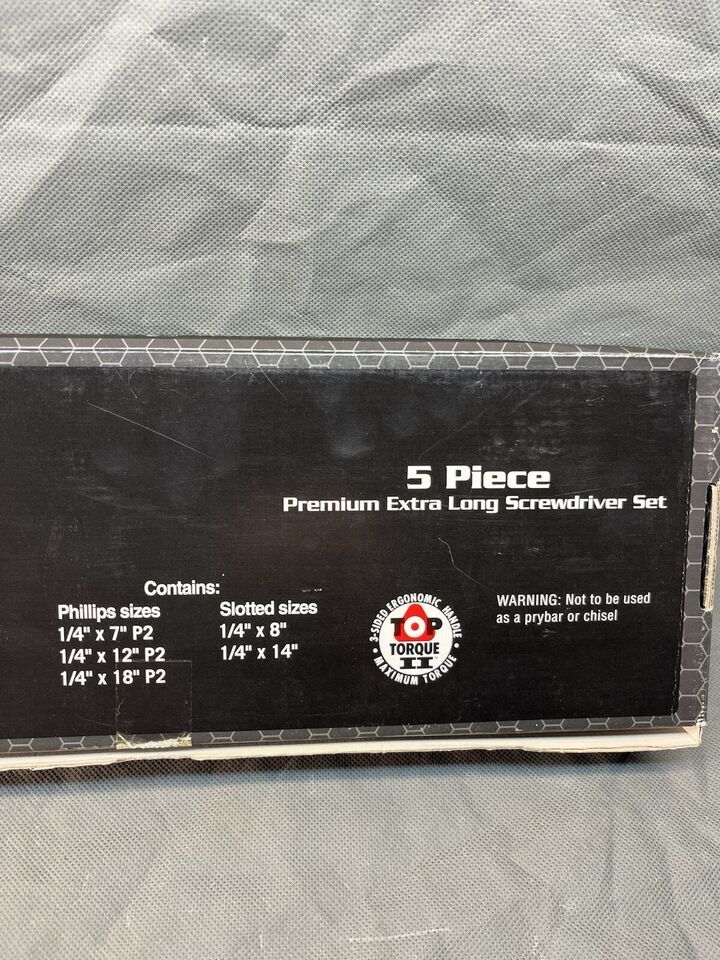 5 Piece
Premium Extra Long Screwdriver Set
Contains:
Phillips sizes
1/4" x 7" P2
1/4" x 12" P2
1/4" x 18" P2
Slotted sizes
1/4" x 8"
1/4" x 14"
• 3-SIDED ERGONOMIC HANDLE •
TOP
TORQUE
II
MAXIMUM TORQUE
WARNING: Not to be used
as a prybar or chisel